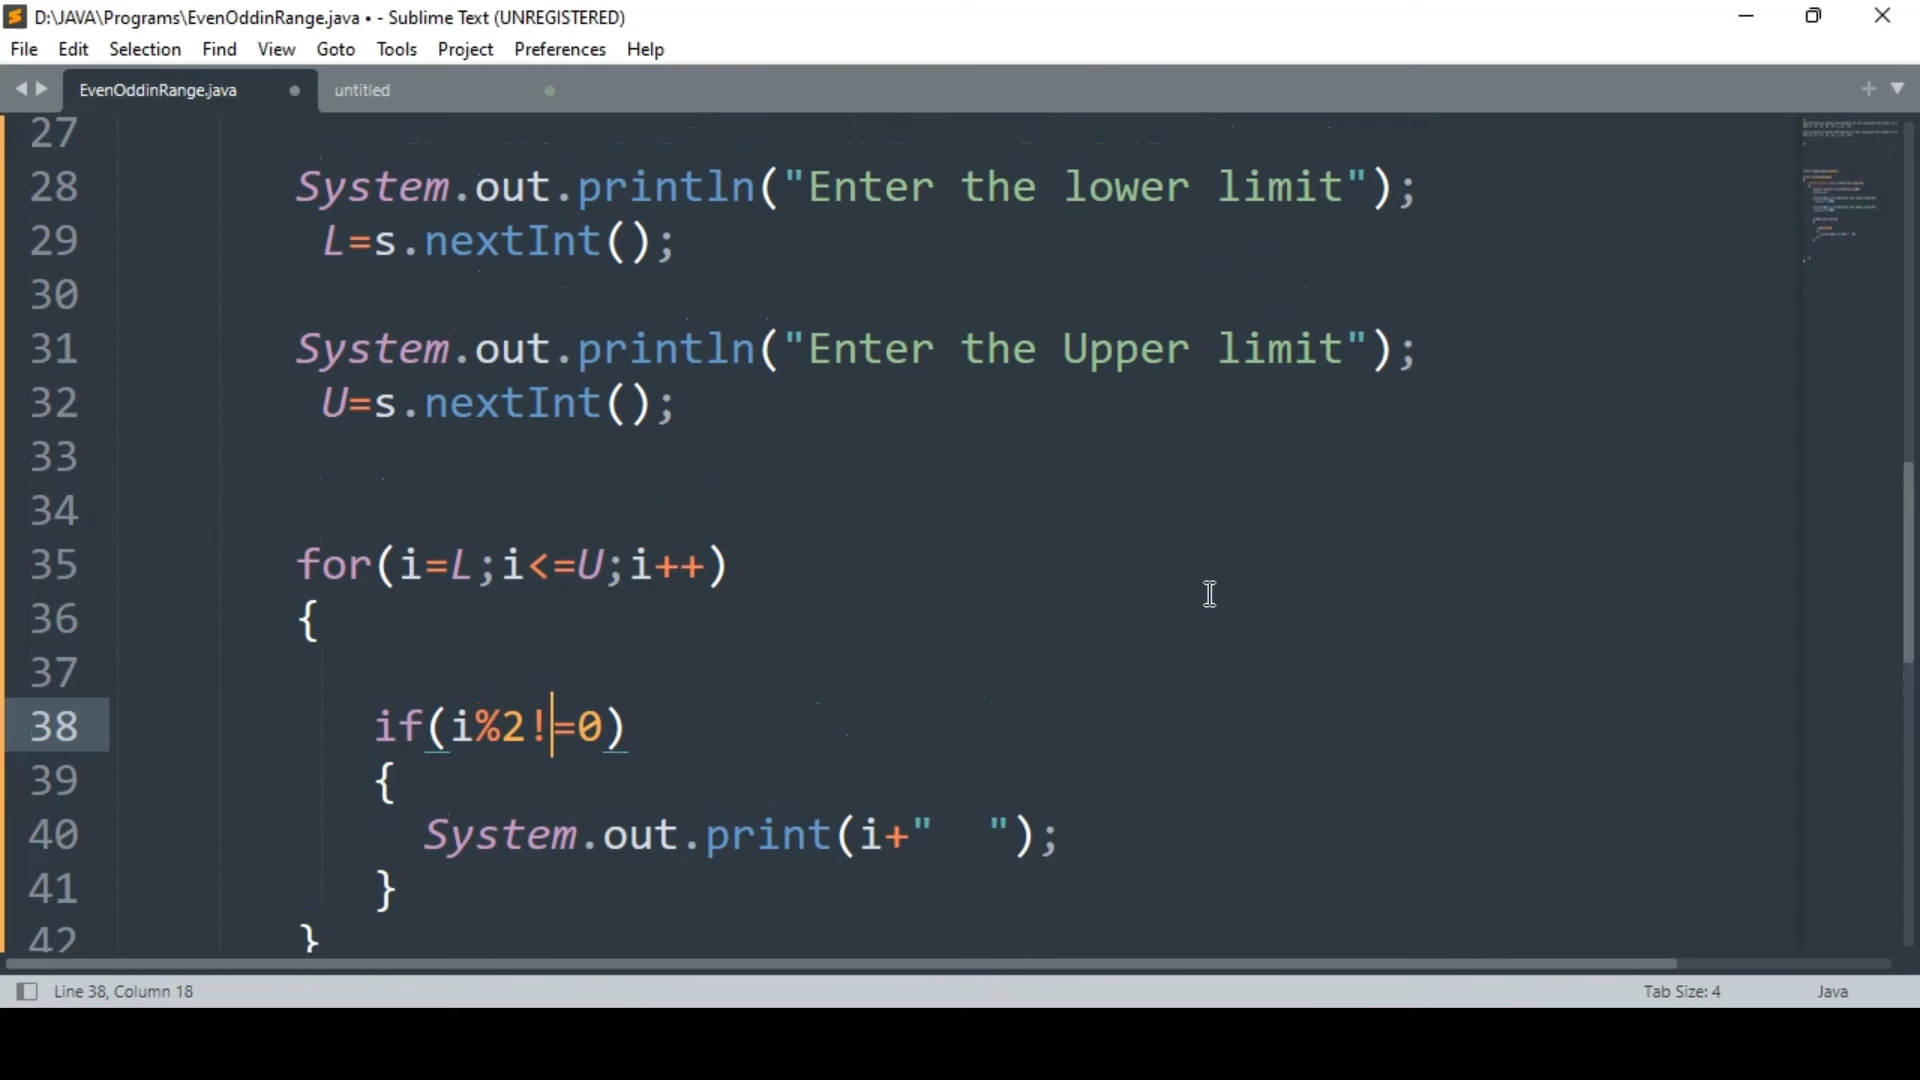 D:\JAVA\Programs\EvenOddinRange.java • - Sublime Text (UNREGISTERED)
File Edit Selection Find View Goto Tools Project Preferences Help
EvenOddinRange.java untitled
27
28 System.out.println("Enter the lower limit");
29 L=s.nextInt();
30
31 System.out.println("Enter the Upper limit");
32 U=s.nextInt();
33
34
35 for(i=L;i<=U;i++)
36 {
37
38 if(i%2!=0)
39 {
40 System.out.print(i+"  ");
41 }
42 }
Line 38, Column 18 Tab Size: 4 Java